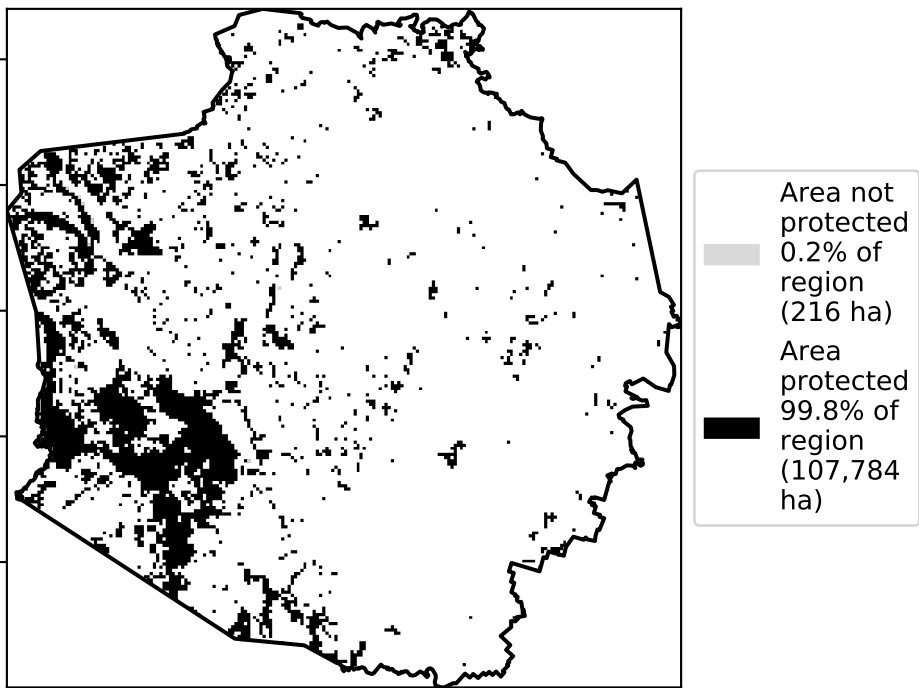 Area not
protected
0.2% of
region
(216 ha)
Area
protected
99.8% of
region
(107,784
ha)